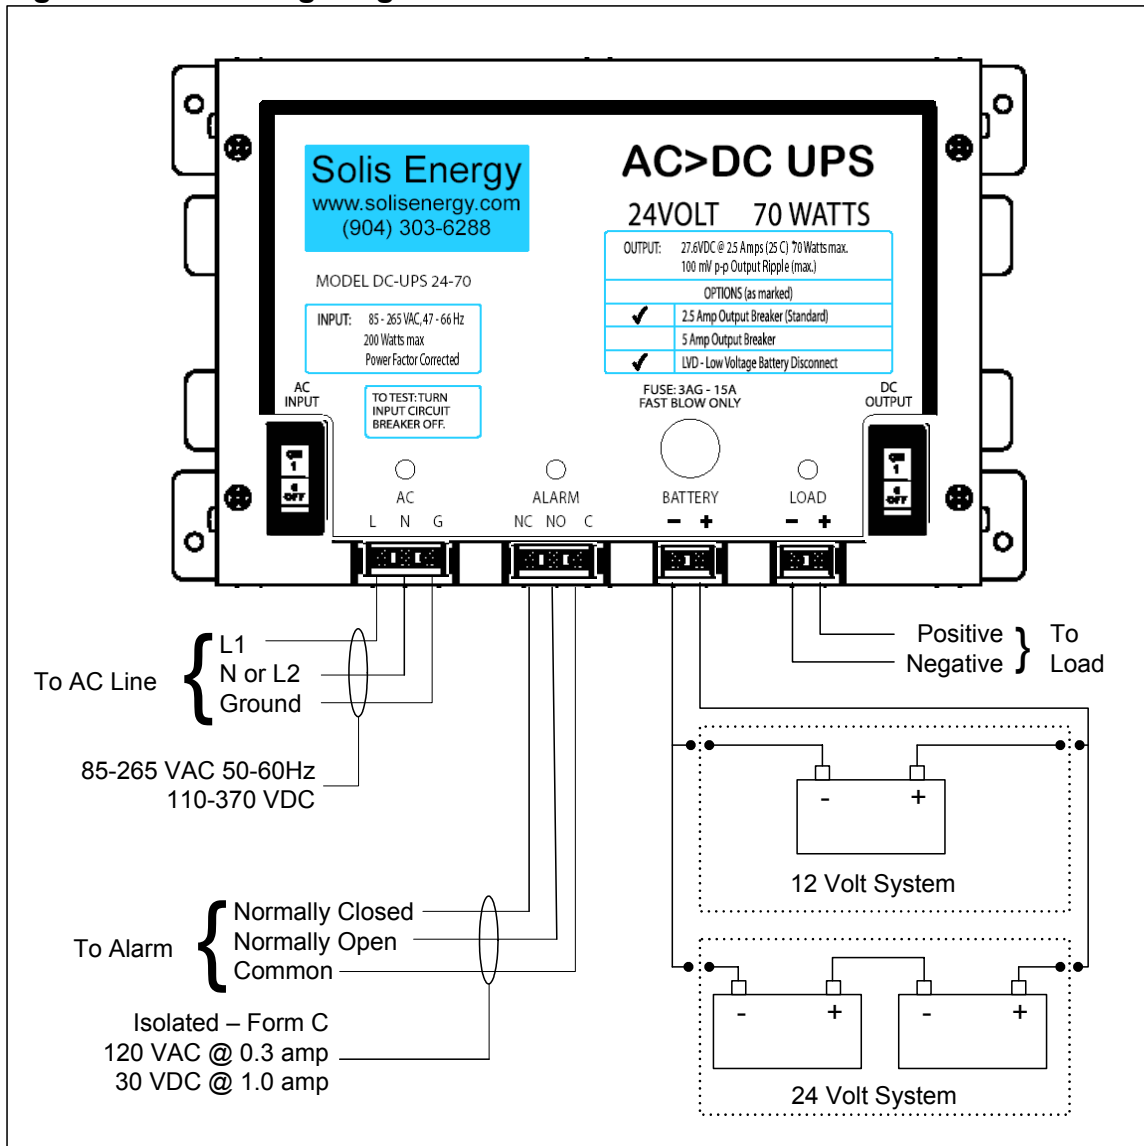 Solis Energy
www.solisenergy.com
(904) 303-6288
AC>DC UPS
24VOLT 70 WATTS
MODEL DC-UPS 24-70
OUTPUT: 27.6VDC @ 2.5 Amps (25 C) *70 Watts max.
100 mV p-p Output Ripple (max.)
OPTIONS (as marked)
✓ 2.5 Amp Output Breaker (Standard)
5 Amp Output Breaker
✓ LVD - Low Voltage Battery Disconnect
INPUT: 85 - 265 VAC, 47 - 66 Hz
200 Watts max
Power Factor Corrected
AC
INPUT
TO TEST: TURN
INPUT CIRCUIT
BREAKER OFF.
FUSE: 3AG - 15A
FAST BLOW ONLY
DC
OUTPUT
ON
1
OFF
ON
1
OFF
AC
L N G
ALARM
NC NO C
BATTERY
- +
LOAD
- +
To AC Line
L1
N or L2
Ground
85-265 VAC 50-60Hz
110-370 VDC
Positive
Negative
To
Load
- +
12 Volt System
To Alarm
Normally Closed
Normally Open
Common
Isolated – Form C
120 VAC @ 0.3 amp
30 VDC @ 1.0 amp
- + - +
24 Volt System